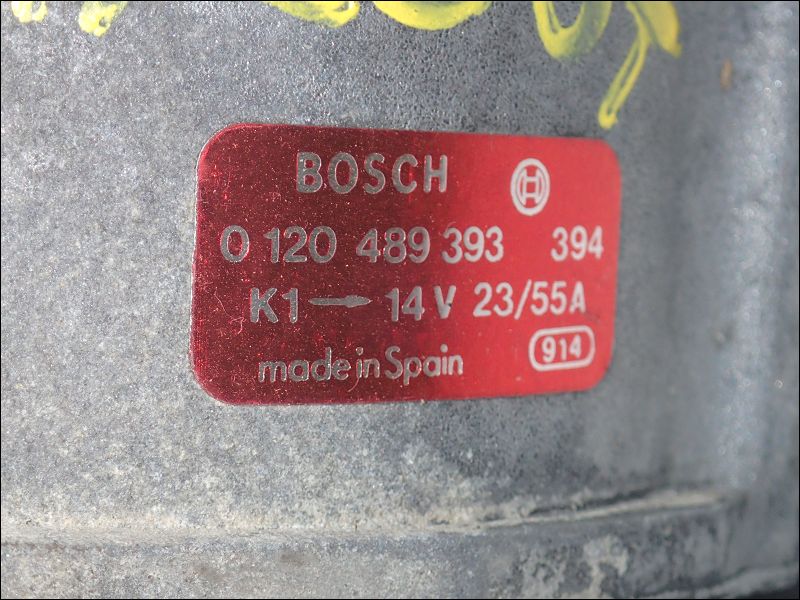 BOSCH
0 120 489 393 394
K1 → 14V 23/55A
made in Spain 914